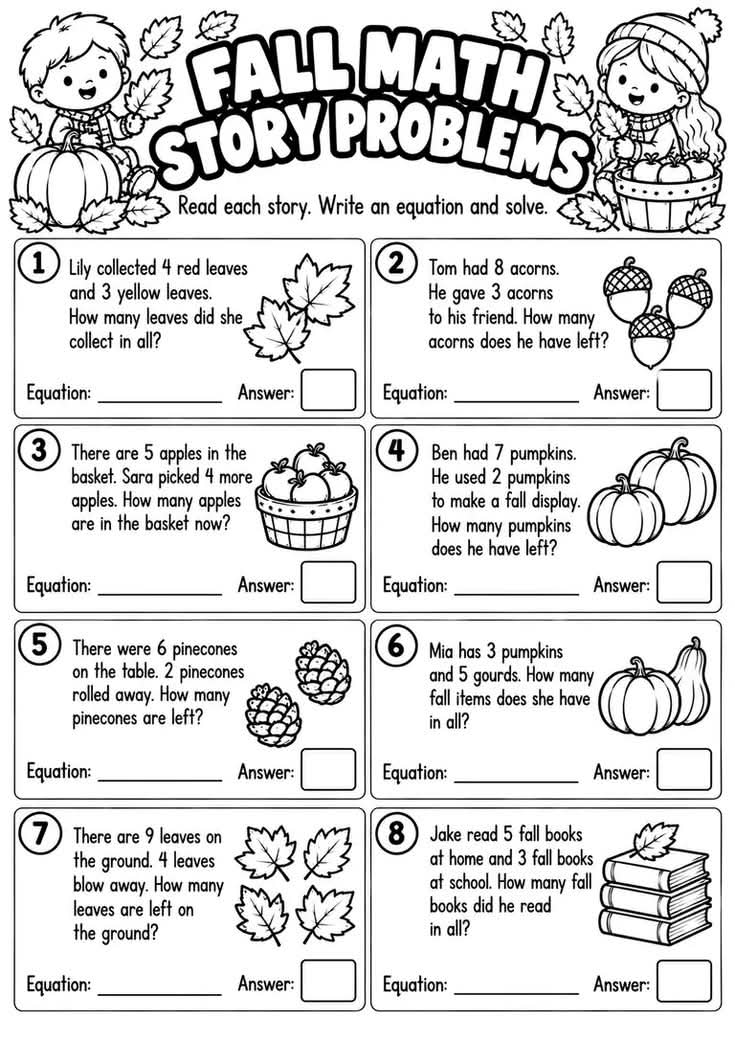 FALL MATH
STORY PROBLEMS
Read each story. Write an equation and solve.
1
Lily collected 4 red leaves
and 3 yellow leaves.
How many leaves did she
collect in all?
Equation: ____________ Answer:
2
Tom had 8 acorns.
He gave 3 acorns
to his friend. How many
acorns does he have left?
Equation: ____________ Answer:
3
There are 5 apples in the
basket. Sara picked 4 more
apples. How many apples
are in the basket now?
Equation: ____________ Answer:
4
Ben had 7 pumpkins.
He used 2 pumpkins
to make a fall display.
How many pumpkins
does he have left?
Equation: ____________ Answer:
5
There were 6 pinecones
on the table. 2 pinecones
rolled away. How many
pinecones are left?
Equation: ____________ Answer:
6
Mia has 3 pumpkins
and 5 gourds. How many
fall items does she have
in all?
Equation: ____________ Answer:
7
There are 9 leaves on
the ground. 4 leaves
blow away. How many
leaves are left on
the ground?
Equation: ____________ Answer:
8
Jake read 5 fall books
at home and 3 fall books
at school. How many fall
books did he read
in all?
Equation: ____________ Answer: